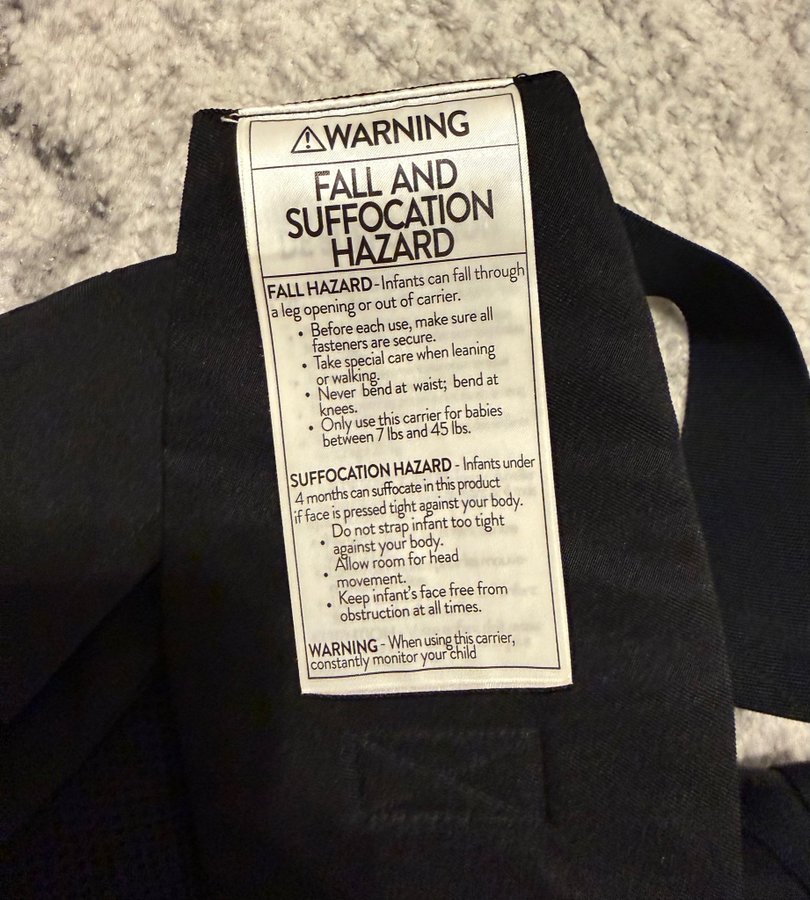 ⚠WARNING
FALL AND
SUFFOCATION
HAZARD
FALL HAZARD - Infants can fall through
a leg opening or out of carrier.
• Before each use, make sure all
fasteners are secure.
• Take special care when leaning
or walking.
• Never bend at waist; bend at
knees.
• Only use this carrier for babies
between 7 lbs and 45 lbs.
SUFFOCATION HAZARD - Infants under
4 months can suffocate in this product
if face is pressed tight against your body.
• Do not strap infant too tight
against your body.
• Allow room for head
movement.
• Keep infant's face free from
obstruction at all times.
WARNING - When using this carrier,
constantly monitor your child